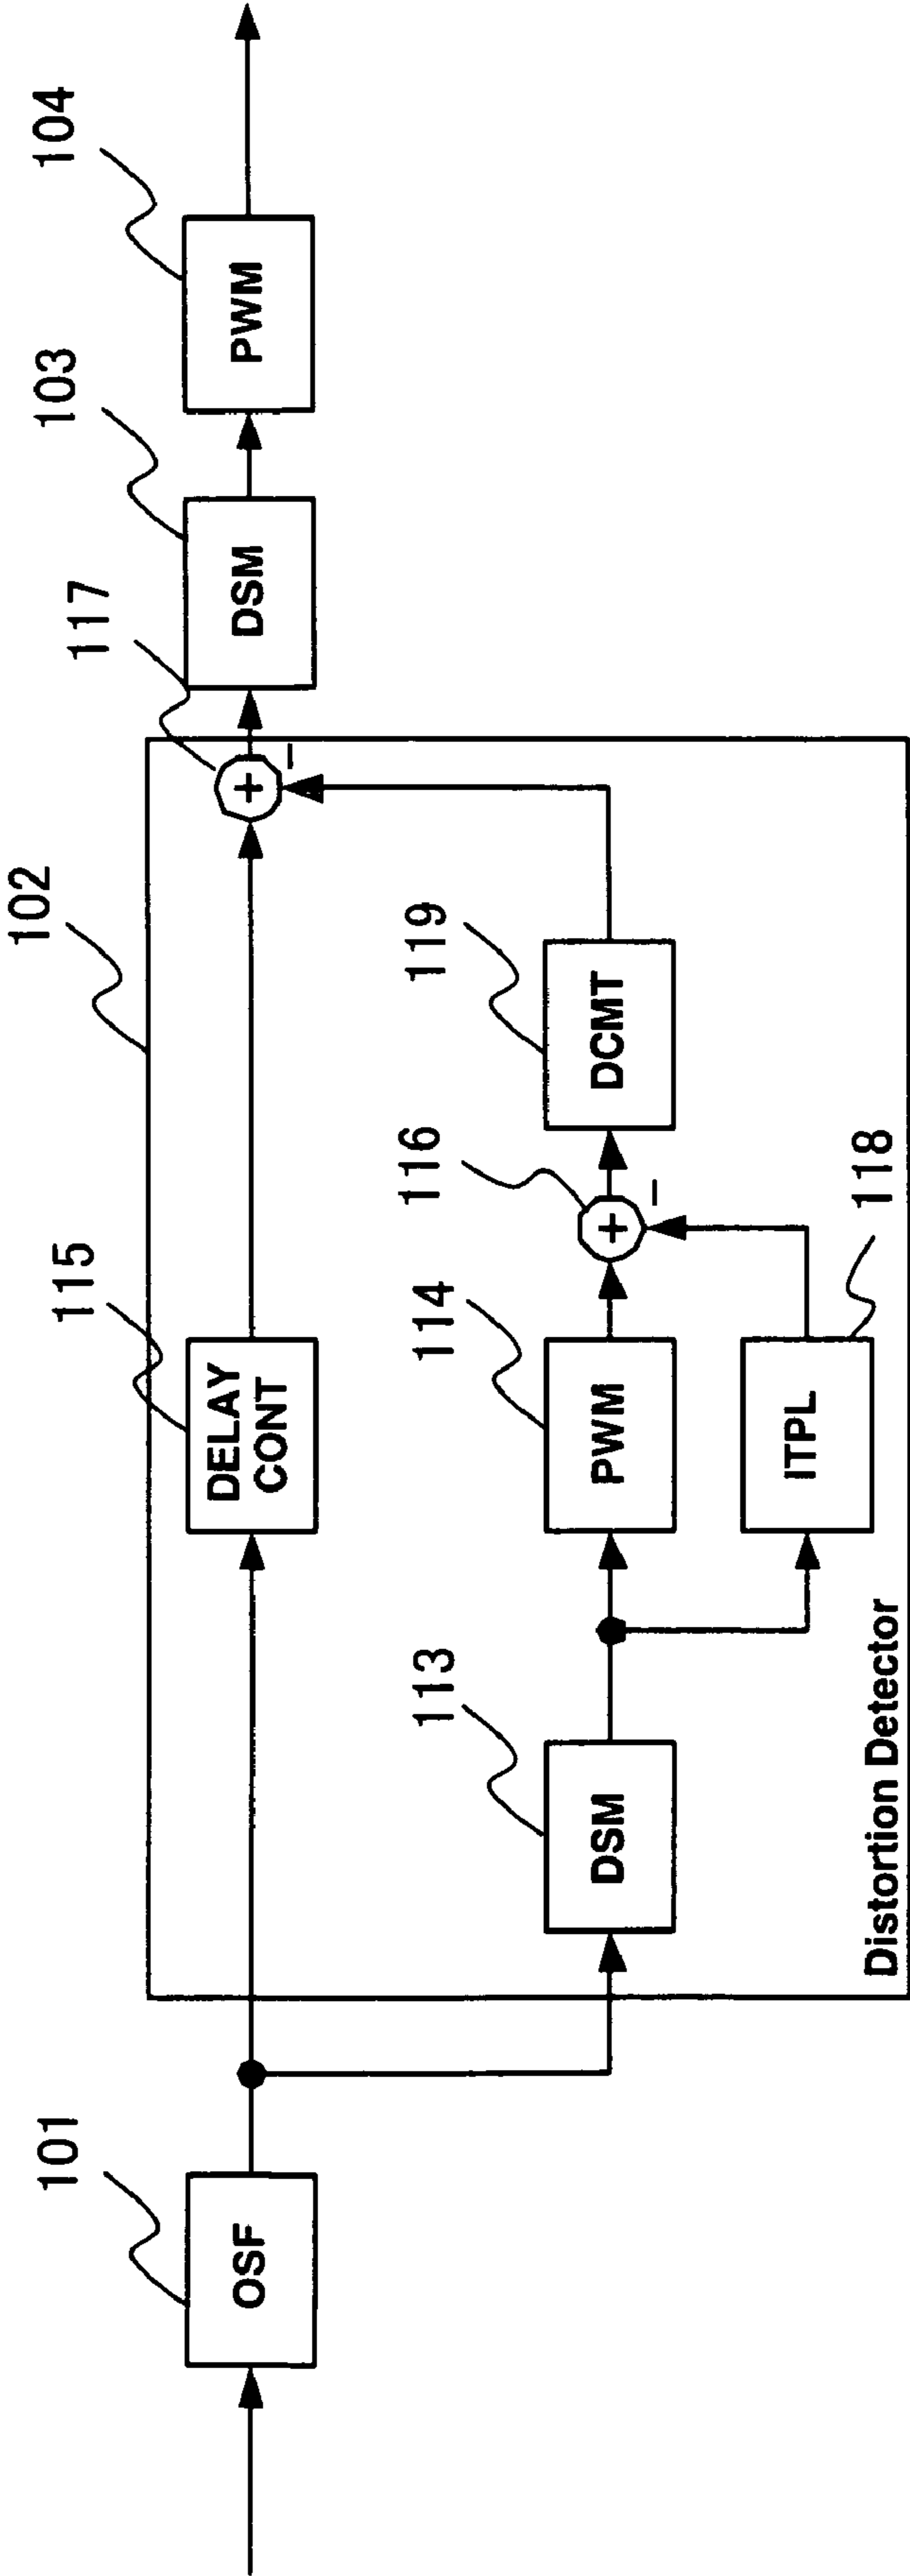 101
OSF
102
115
DELAY
CONT
117
103
DSM
104
PWM
113
DSM
114
PWM
116
119
DCMT
118
ITPL
+
-
+
-
Distortion Detector